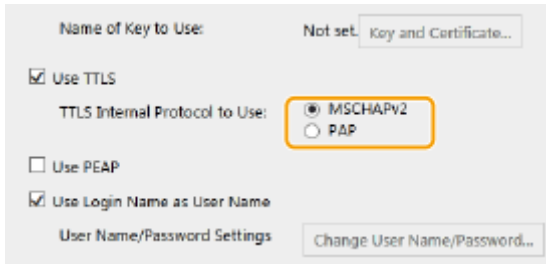 Name of Key to Use: Not set. Key and Certificate...
Use TTLS
TTLS Internal Protocol to Use: MSCHAPv2
PAP
Use PEAP
Use Login Name as User Name
User Name/Password Settings Change User Name/Password...